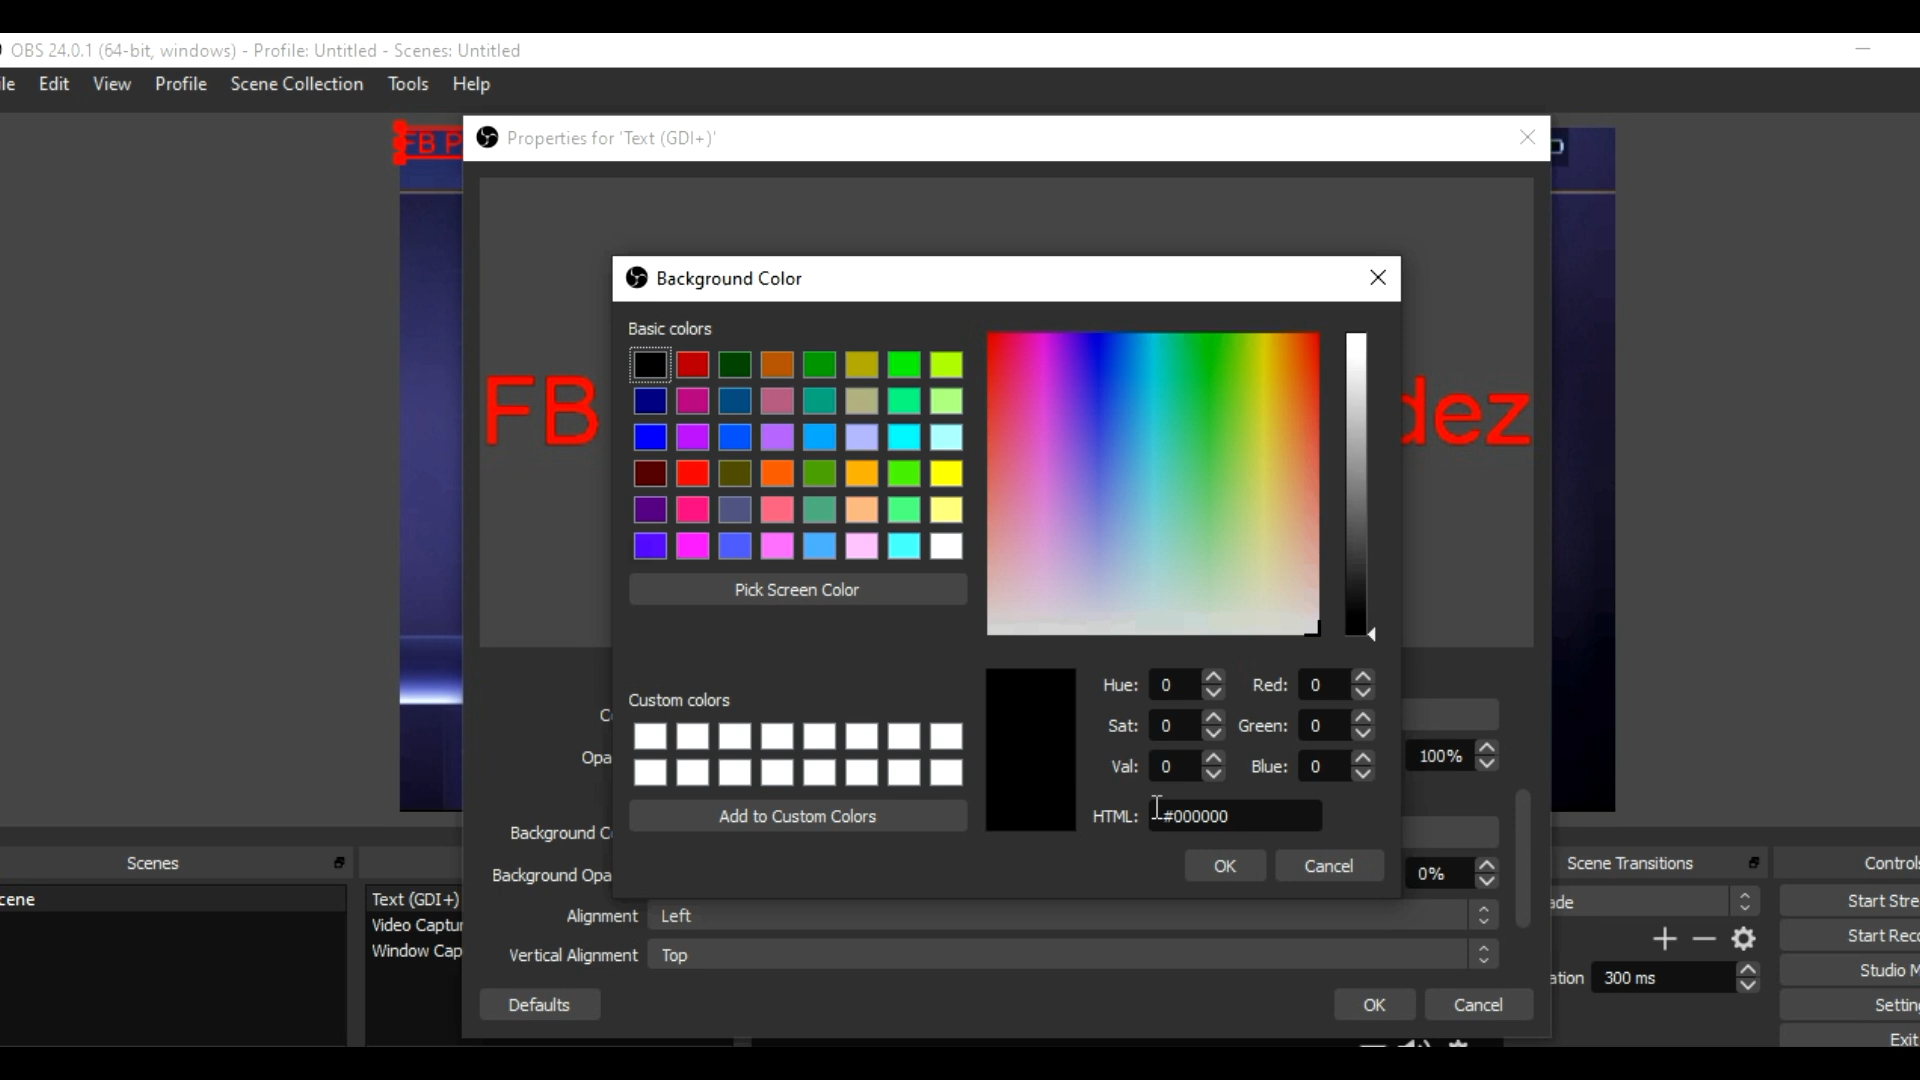 OBS 24.0.1 (64-bit, windows) - Profile: Untitled - Scenes: Untitled
le Edit View Profile Scene Collection Tools Help
FB P
Properties for 'Text (GDI+)'
FB
dez
Background Color
Basic colors
Pick Screen Color
Custom colors
Add to Custom Colors
Hue: 0 Red: 0
Sat: 0 Green: 0
Val: 0 Blue: 0
HTML: #000000
OK Cancel
C
Opa 100%
Background C
Background Opa 0%
Alignment Left
Vertical Alignment Top
Defaults OK Cancel
Scenes
cene
Text (GDI+)
Video Captur
Window Cap
Scene Transitions
ade
ation 300 ms
Control
Start Stre
Start Reco
Studio M
Settin
Exit